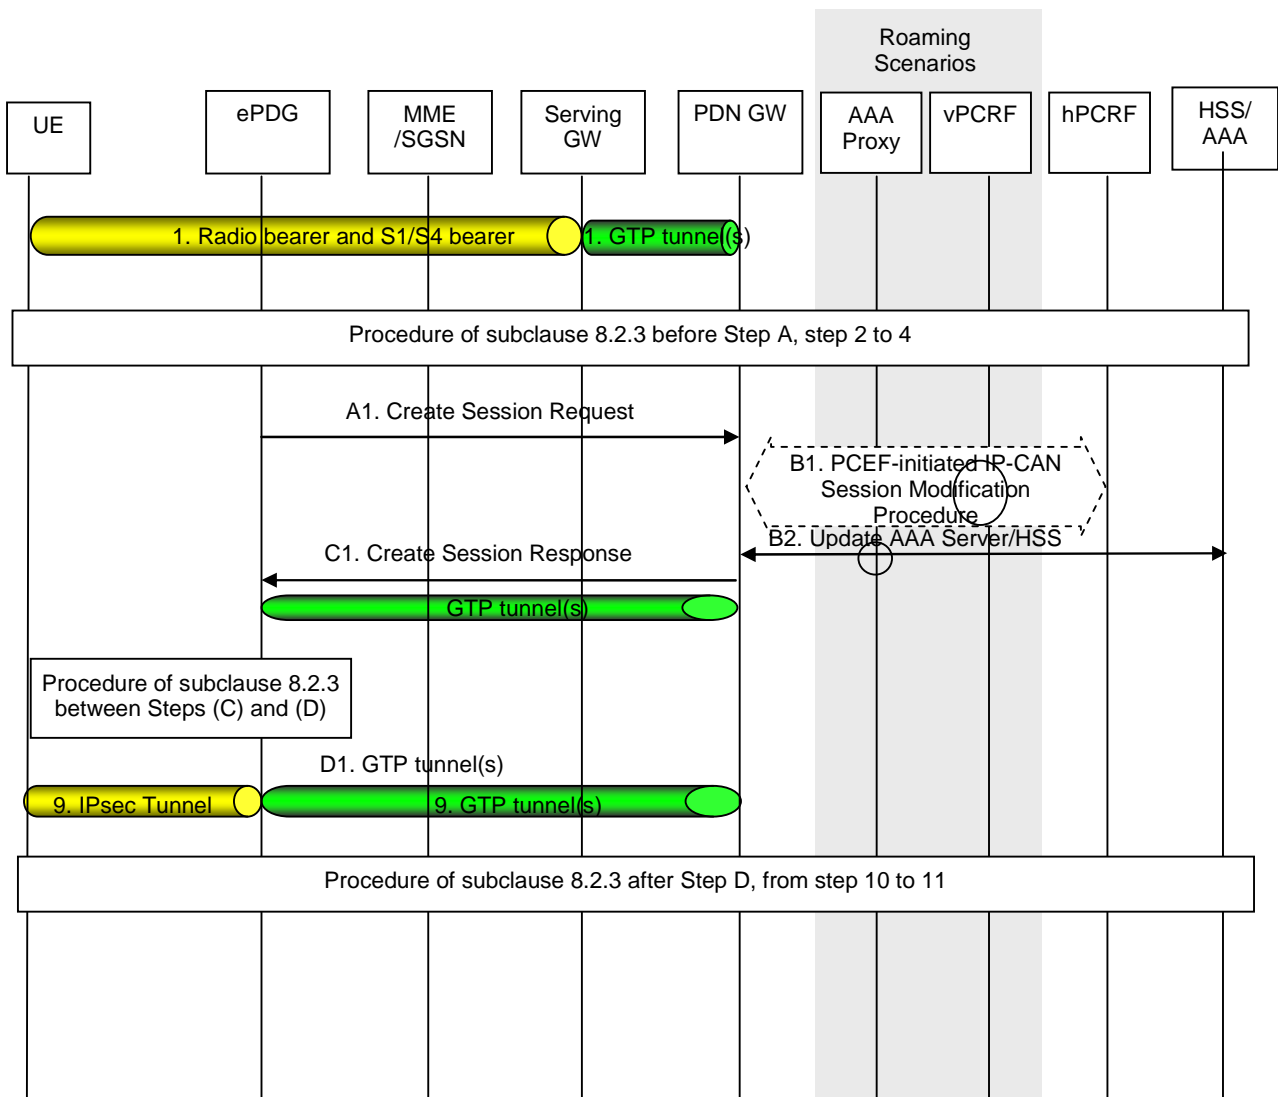 Roaming
Scenarios
UE
ePDG
MME
/SGSN
Serving
GW
PDN GW
AAA
Proxy
vPCRF
hPCRF
HSS/
AAA
1. Radio bearer and S1/S4 bearer
1. GTP tunnel(s)
Procedure of subclause 8.2.3 before Step A, step 2 to 4
A1. Create Session Request
B1. PCEF-initiated IP-CAN
Session Modification
Procedure
B2. Update AAA Server/HSS
C1. Create Session Response
GTP tunnel(s)
Procedure of subclause 8.2.3
between Steps (C) and (D)
D1. GTP tunnel(s)
9. IPsec Tunnel
9. GTP tunnel(s)
Procedure of subclause 8.2.3 after Step D, from step 10 to 11